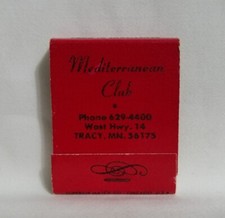 Mediterranean
Club
Phone 629-4400
West Hwy. 14
TRACY, MN. 56175